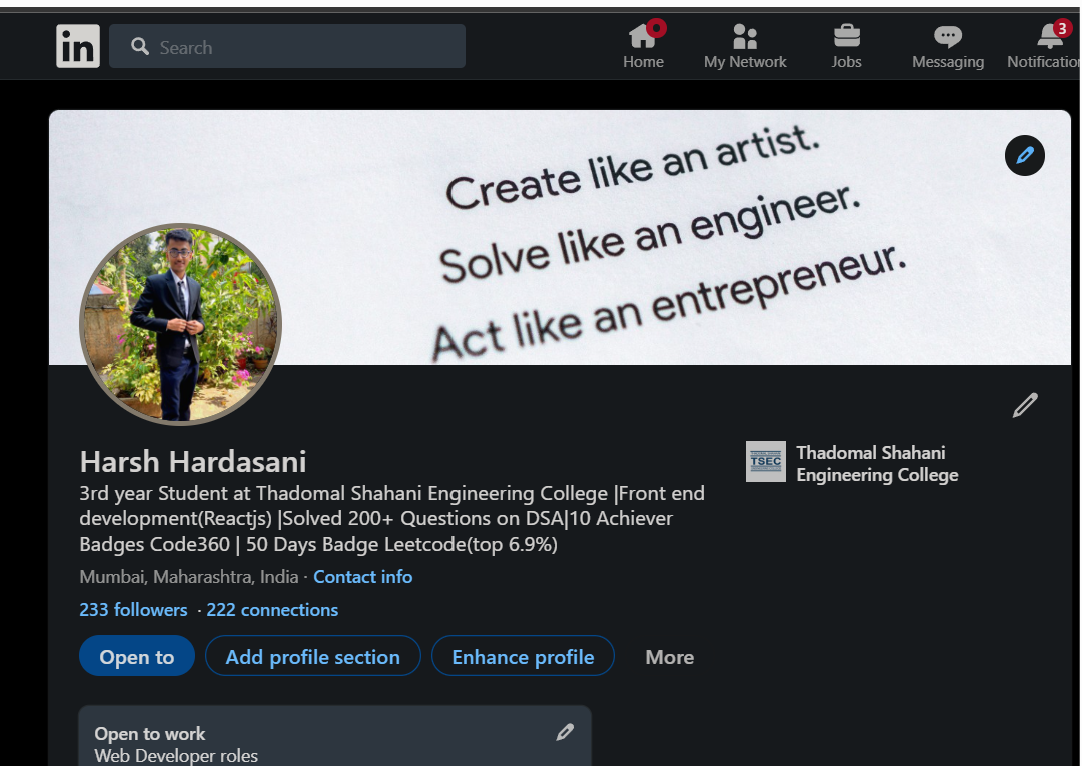 in
Search
Home
My Network
Jobs
Messaging
3
Notification
Create like an artist.
Solve like an engineer.
Act like an entrepreneur.
Harsh Hardasani
3rd year Student at Thadomal Shahani Engineering College |Front end
development(Reactjs) |Solved 200+ Questions on DSA|10 Achiever
Badges Code360 | 50 Days Badge Leetcode(top 6.9%)
TSEC
Thadomal Shahani
Engineering College
Mumbai, Maharashtra, India · Contact info
233 followers · 222 connections
Open to
Add profile section
Enhance profile
More
Open to work
Web Developer roles